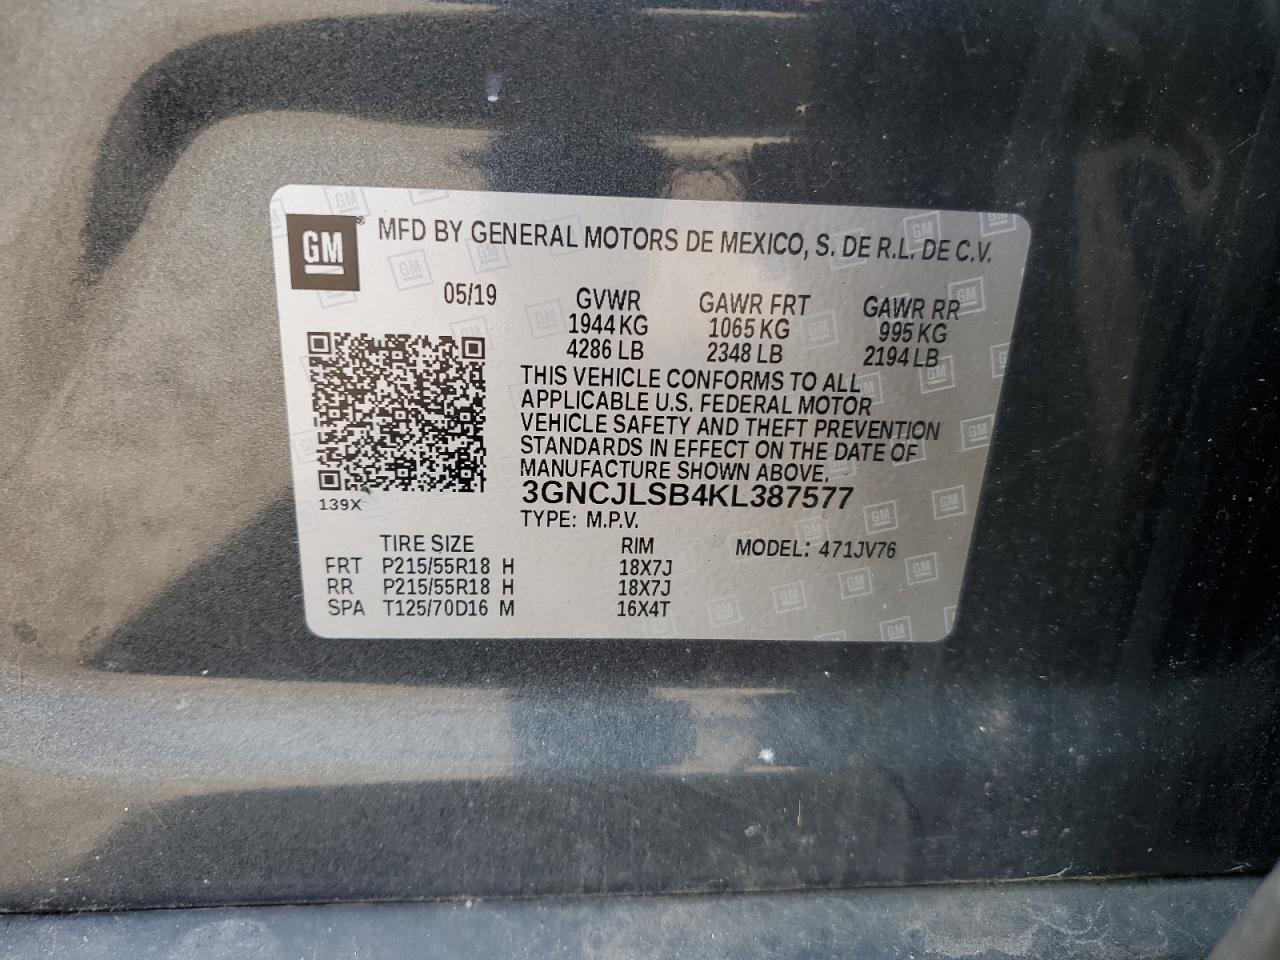 GM ® MFD BY GENERAL MOTORS DE MEXICO, S. DE R.L. DE C.V.
05/19 GVWR GAWR FRT GAWR RR
1944 KG 1065 KG 995 KG
4286 LB 2348 LB 2194 LB
THIS VEHICLE CONFORMS TO ALL
APPLICABLE U.S. FEDERAL MOTOR
VEHICLE SAFETY AND THEFT PREVENTION
STANDARDS IN EFFECT ON THE DATE OF
MANUFACTURE SHOWN ABOVE.
139X 3GNCJLSB4KL387577
TYPE: M.P.V.
TIRE SIZE RIM MODEL: 471JV76
FRT P215/55R18 H 18X7J
RR P215/55R18 H 18X7J
SPA T125/70D16 M 16X4T